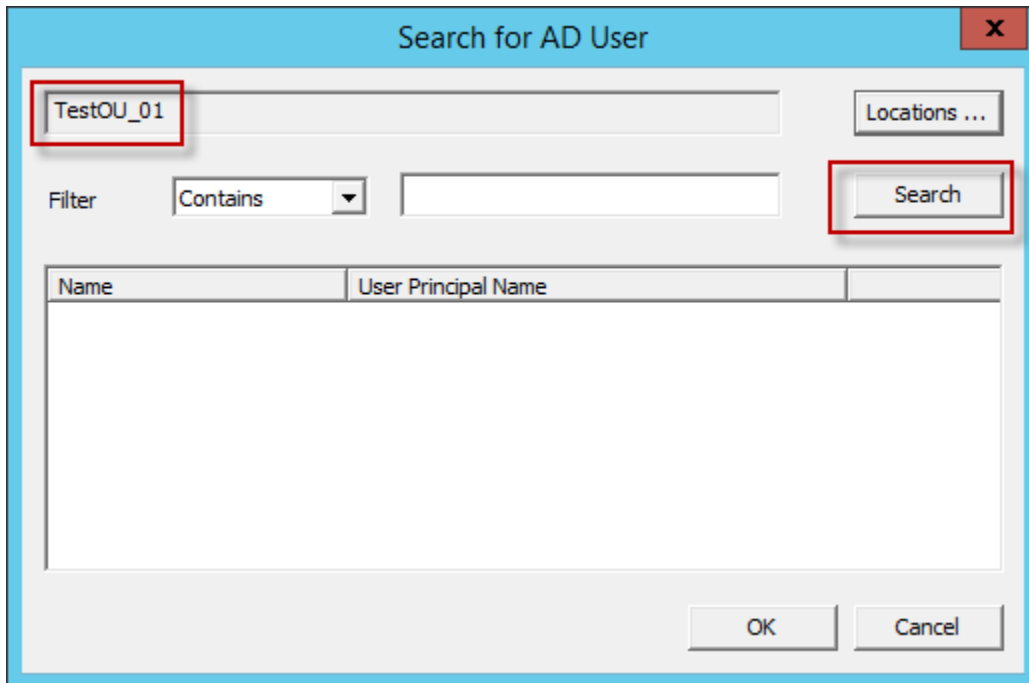 Search for AD User
x
TestOU_01
Locations ...
Filter
Contains
Search
Name
User Principal Name
OK
Cancel